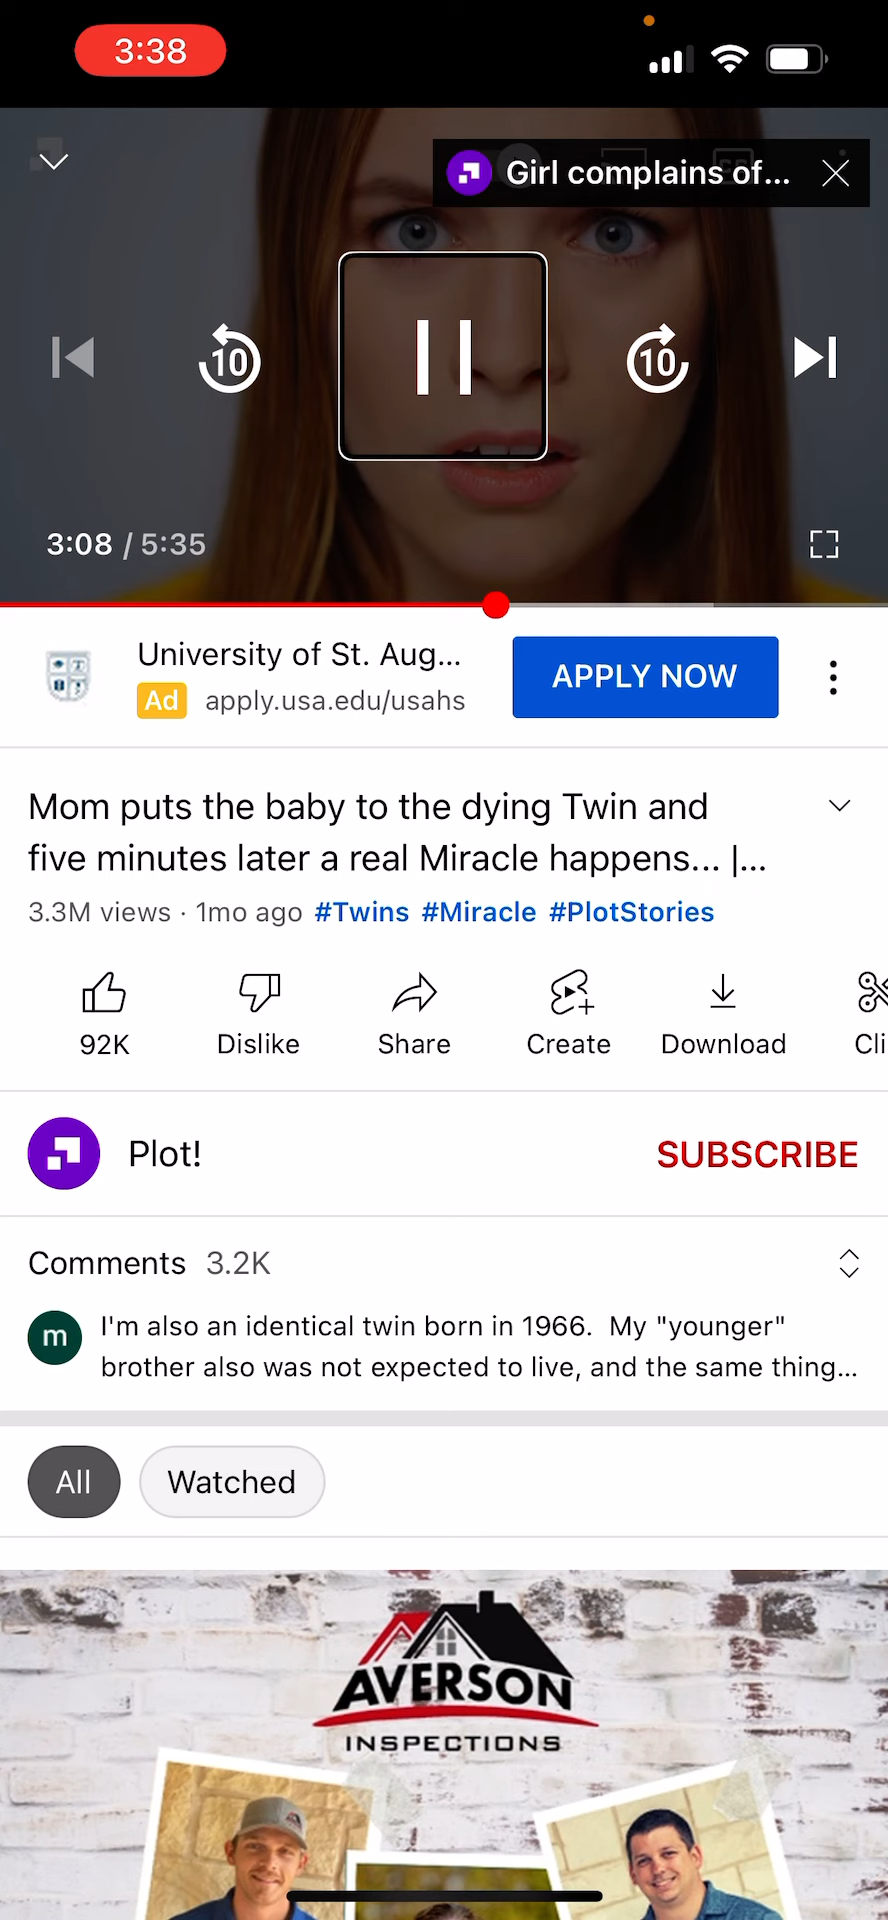 3:38
Girl complains of...
10
10
3:08 / 5:35
University of St. Aug...
Ad apply.usa.edu/usahs
APPLY NOW
Mom puts the baby to the dying Twin and
five minutes later a real Miracle happens... |...
3.3M views · 1mo ago #Twins #Miracle #PlotStories
92K
Dislike
Share
Create
Download
Cli
Plot!
SUBSCRIBE
Comments 3.2K
m
I'm also an identical twin born in 1966. My "younger"
brother also was not expected to live, and the same thing...
All
Watched
AVERSON
INSPECTIONS